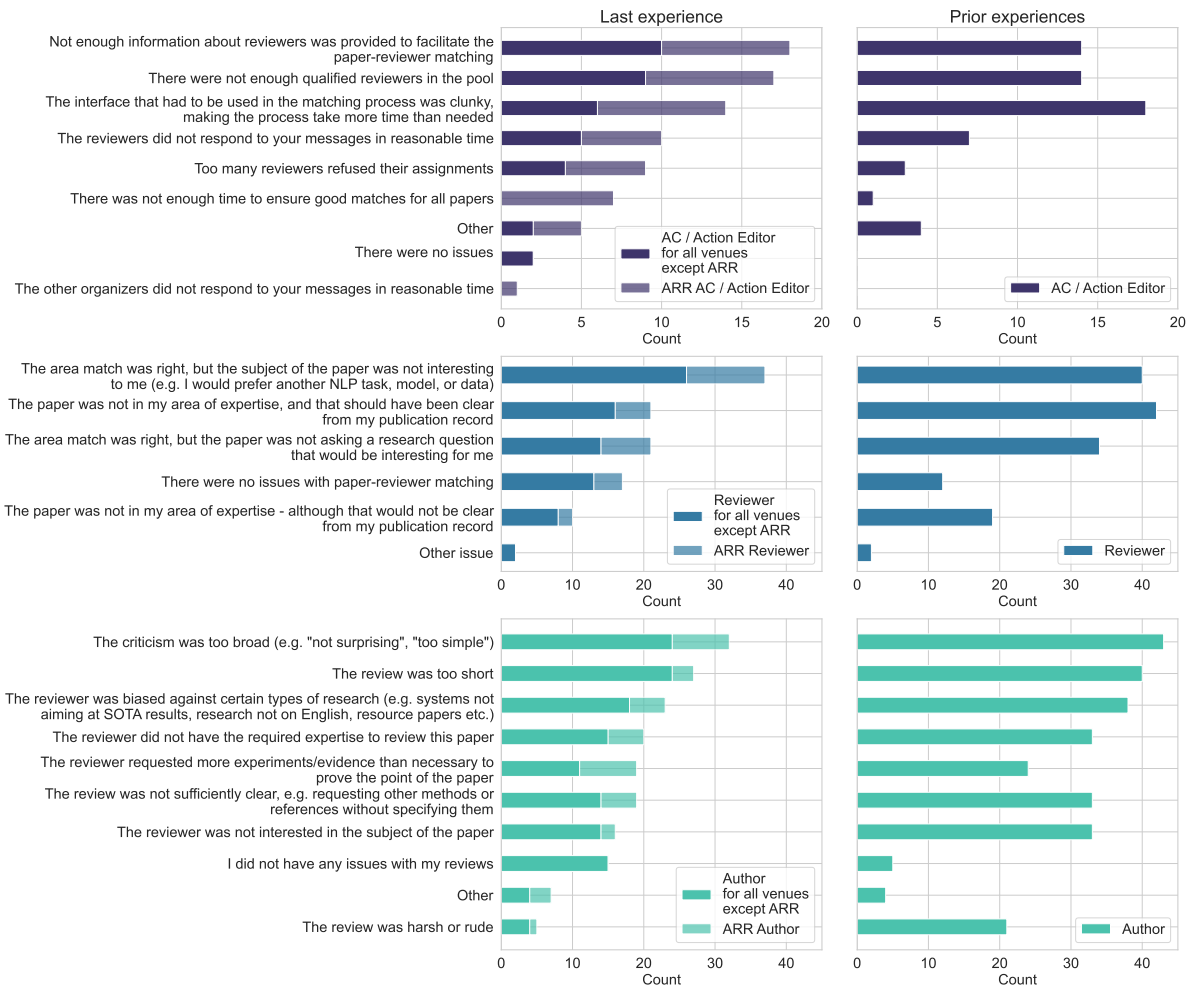 Last experience
Prior experiences
Not enough information about reviewers was provided to facilitate the
paper-reviewer matching
There were not enough qualified reviewers in the pool
The interface that had to be used in the matching process was clunky,
making the process take more time than needed
The reviewers did not respond to your messages in reasonable time
Too many reviewers refused their assignments
There was not enough time to ensure good matches for all papers
Other
There were no issues
The other organizers did not respond to your messages in reasonable time
AC / Action Editor
for all venues
except ARR
ARR AC / Action Editor
AC / Action Editor
0 5 10 15 20
0 5 10 15 20
Count
Count
The area match was right, but the subject of the paper was not interesting
to me (e.g. I would prefer another NLP task, model, or data)
The paper was not in my area of expertise, and that should have been clear
from my publication record
The area match was right, but the paper was not asking a research question
that would be interesting for me
There were no issues with paper-reviewer matching
The paper was not in my area of expertise - although that would not be clear
from my publication record
Other issue
Reviewer
for all venues
except ARR
ARR Reviewer
Reviewer
0 10 20 30 40
0 10 20 30 40
Count
Count
The criticism was too broad (e.g. "not surprising", "too simple")
The review was too short
The reviewer was biased against certain types of research (e.g. systems not
aiming at SOTA results, research not on English, resource papers etc.)
The reviewer did not have the required expertise to review this paper
The reviewer requested more experiments/evidence than necessary to
prove the point of the paper
The review was not sufficiently clear, e.g. requesting other methods or
references without specifying them
The reviewer was not interested in the subject of the paper
I did not have any issues with my reviews
Other
The review was harsh or rude
Author
for all venues
except ARR
ARR Author
Author
0 10 20 30 40
0 10 20 30 40
Count
Count